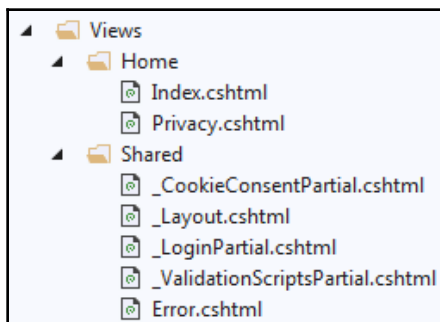 Views
Home
Index.cshtml
Privacy.cshtml
Shared
_CookieConsentPartial.cshtml
_Layout.cshtml
_LoginPartial.cshtml
_ValidationScriptsPartial.cshtml
Error.cshtml